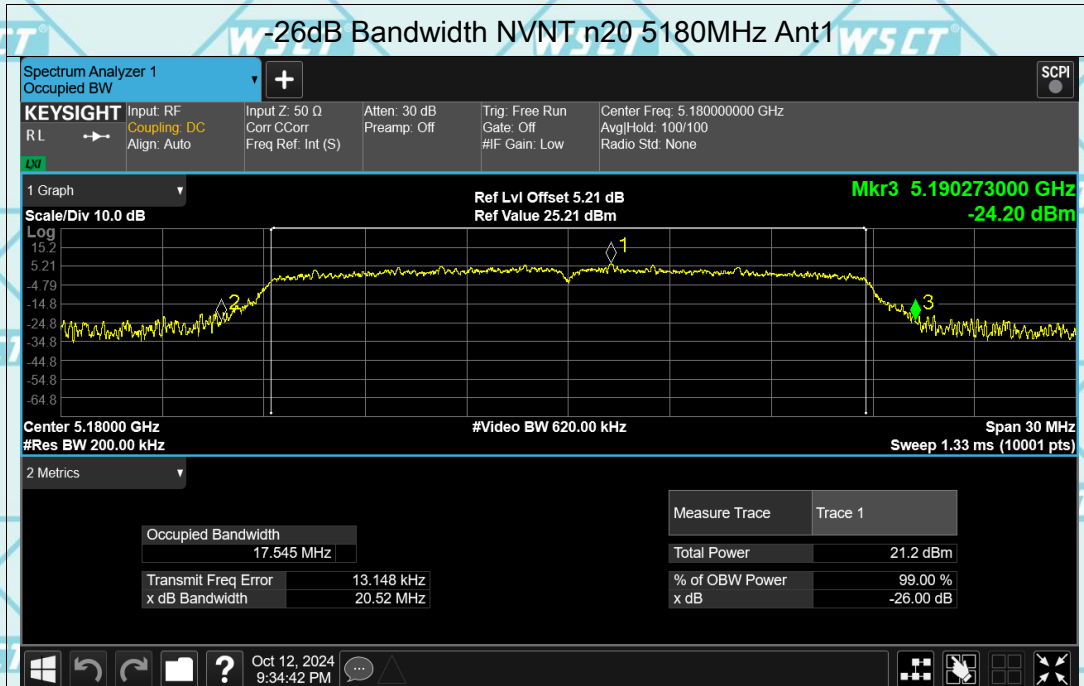 -26dB Bandwidth NVNT n20 5180MHz Ant1
WSCT® WSCT® WSCT®
Spectrum Analyzer 1
Occupied BW
+
SCPI
KEYSIGHT
R L
LXI
Input: RF
Coupling: DC
Align: Auto
Input Z: 50 Ω
Corr CCorr
Freq Ref: Int (S)
Atten: 30 dB
Preamp: Off
Trig: Free Run
Gate: Off
#IF Gain: Low
Center Freq: 5.180000000 GHz
Avg|Hold: 100/100
Radio Std: None
1 Graph
Scale/Div 10.0 dB
Ref Lvl Offset 5.21 dB
Ref Value 25.21 dBm
Mkr3 5.190273000 GHz
-24.20 dBm
Log
15.2
5.21
-4.79
-14.8
-24.8
-34.8
-44.8
-54.8
-64.8
1
2
3
Center 5.18000 GHz
#Res BW 200.00 kHz
#Video BW 620.00 kHz
Span 30 MHz
Sweep 1.33 ms (10001 pts)
2 Metrics
Occupied Bandwidth
17.545 MHz
Transmit Freq Error 13.148 kHz
x dB Bandwidth 20.52 MHz
Measure Trace Trace 1
Total Power 21.2 dBm
% of OBW Power 99.00 %
x dB -26.00 dB
?
Oct 12, 2024
9:34:42 PM